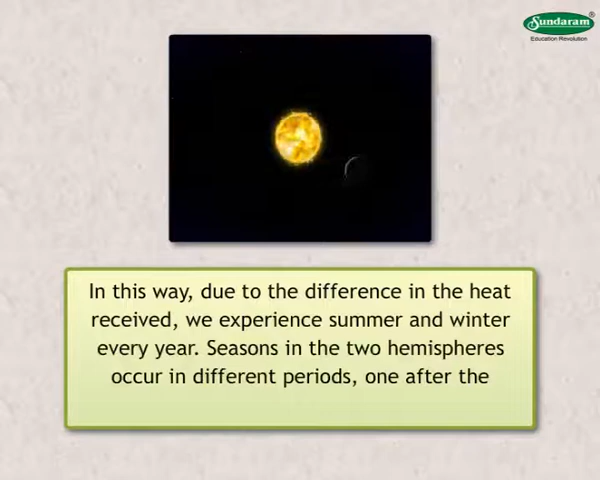 Sundaram
Education Revolution
In this way, due to the difference in the heat
received, we experience summer and winter
every year. Seasons in the two hemispheres
occur in different periods, one after the